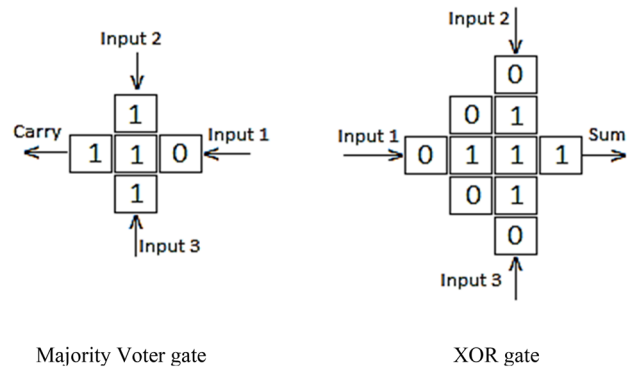 Input 2
1
Carry
1 1 0
Input 1
1
Input 3
Majority Voter gate
Input 2
0
0 1
Input 1
0 1 1 1
Sum
0 1
0
Input 3
XOR gate